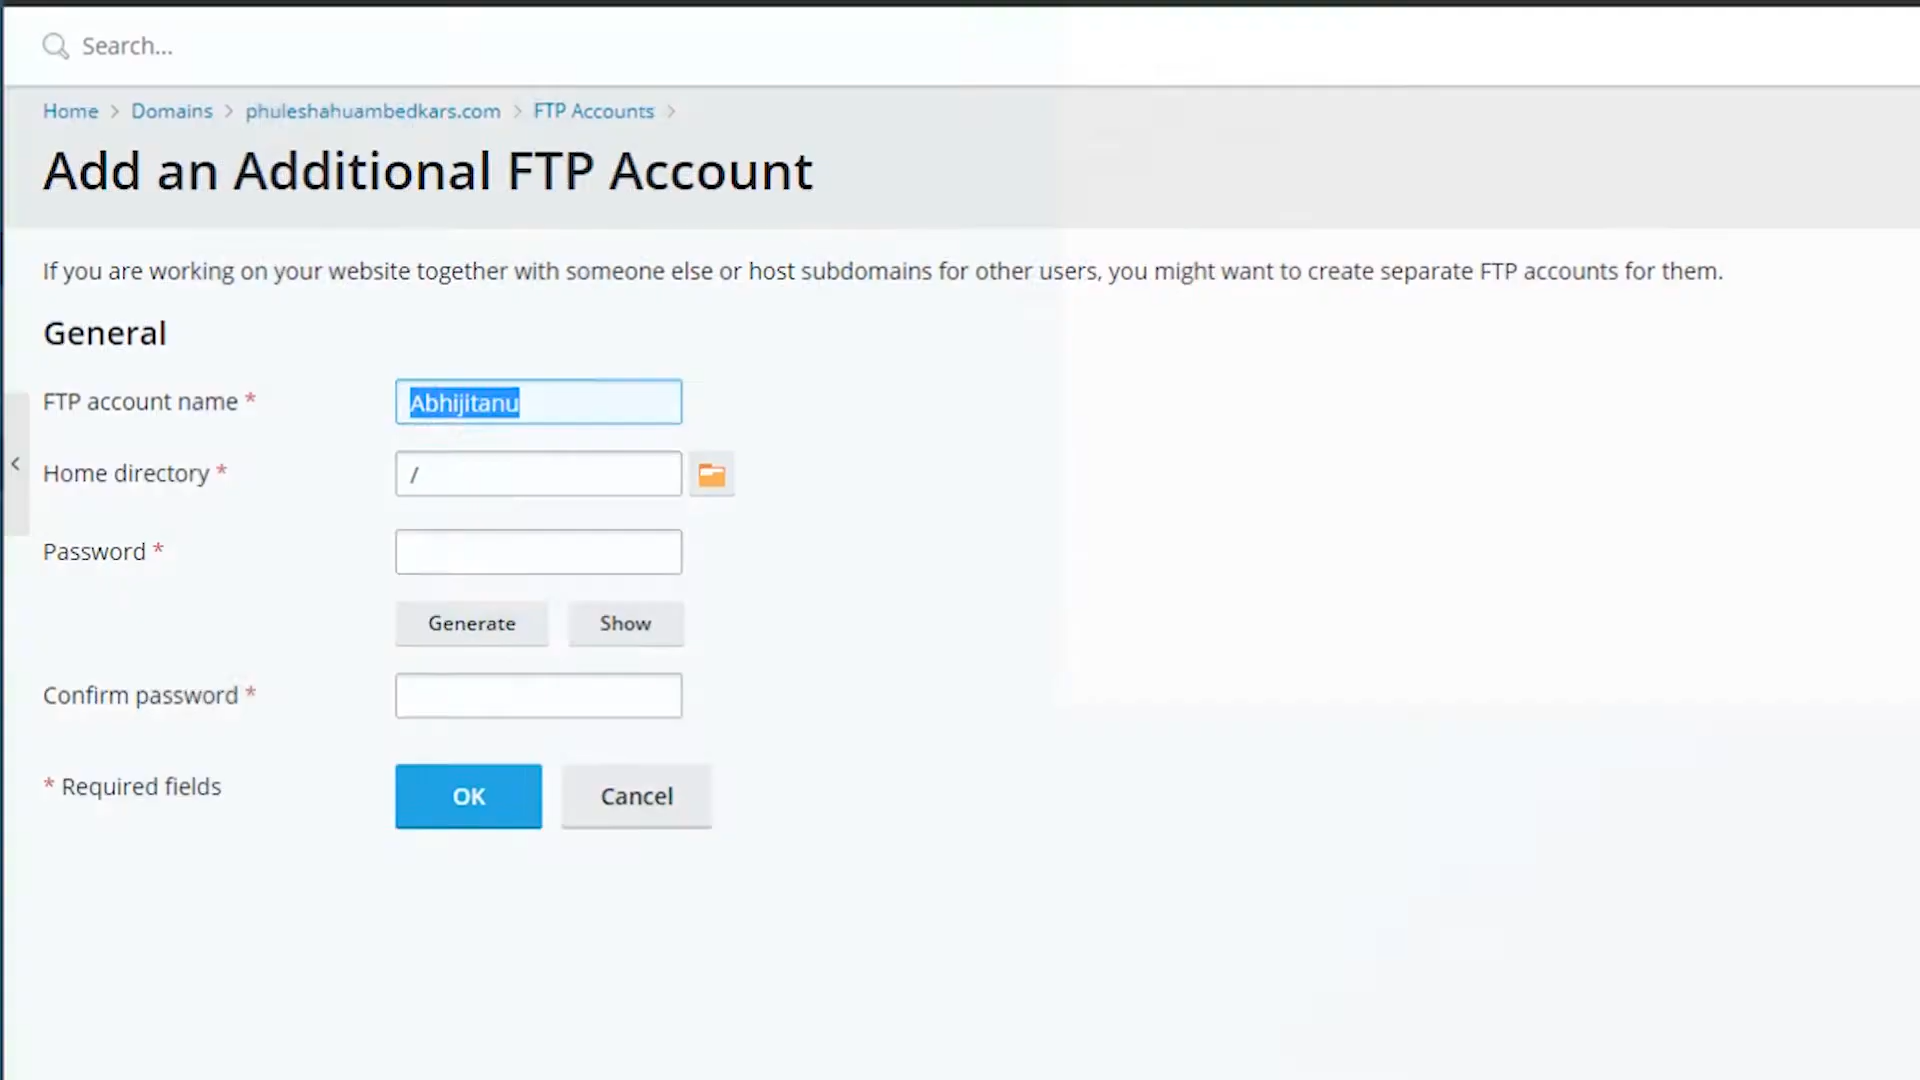 Search...
Home > Domains > phuleshahuambedkars.com > FTP Accounts >
Add an Additional FTP Account
If you are working on your website together with someone else or host subdomains for other users, you might want to create separate FTP accounts for them.
General
FTP account name * Abhijitanu
Home directory * /
Password *
Generate Show
Confirm password *
* Required fields OK Cancel